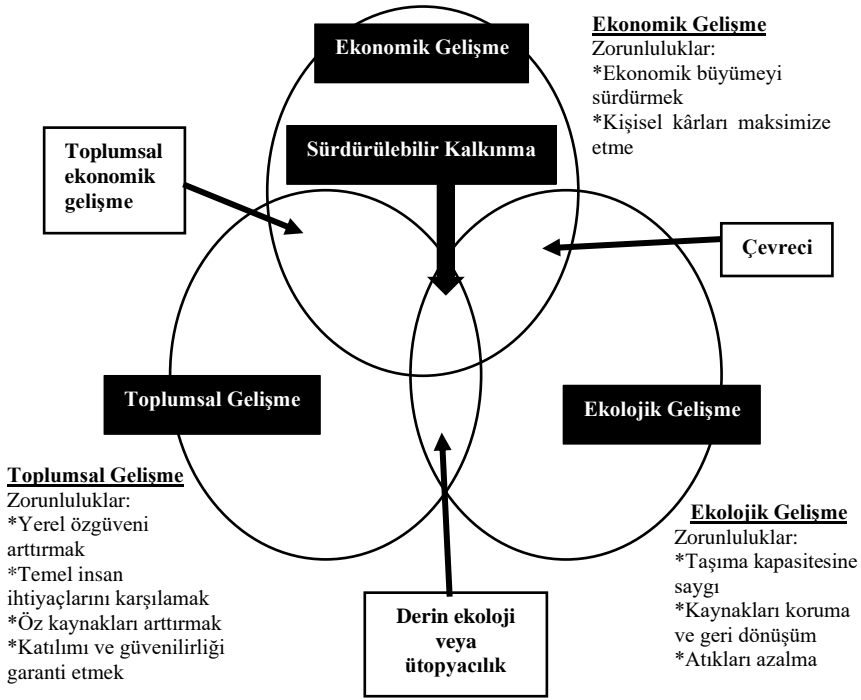 Ekonomik Gelişme
Ekonomik Gelişme
Zorunluluklar:
*Ekonomik büyümeyi
sürdürmek
*Kişisel kârları maksimize
etme
Toplumsal
ekonomik
gelişme
Sürdürülebilir Kalkınma
Çevreci
Toplumsal Gelişme
Ekolojik Gelişme
Toplumsal Gelişme
Zorunluluklar:
*Yerel özgüveni
arttırmak
*Temel insan
ihtiyaçlarını karşılamak
*Öz kaynakları arttırmak
*Katılımı ve güvenilirliği
garanti etmek
Derin ekoloji
veya
ütopyacılık
Ekolojik Gelişme
Zorunluluklar:
*Taşıma kapasitesine
saygı
*Kaynakları koruma
ve geri dönüşüm
*Atıkları azalma